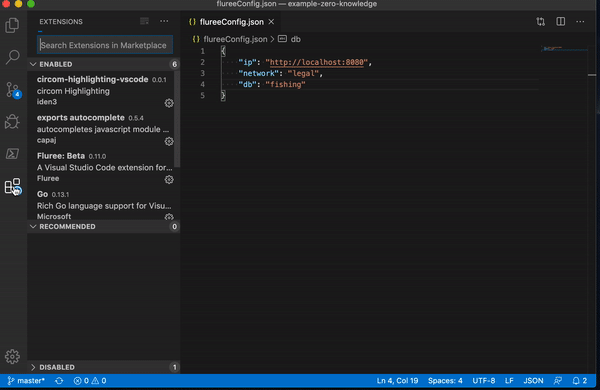 flureeConfig.json — example-zero-knowledge
EXTENSIONS
Search Extensions in Marketplace
ENABLED 6
circom-highlighting-vscode 0.0.1
circom Highlighting
iden3
exports autocomplete 0.5.4
autocompletes javascript module ...
capaj
Fluree: Beta 0.11.0
A Visual Studio Code extension for...
Fluree
Go 0.13.1
Rich Go language support for Visu...
Microsoft
RECOMMENDED 0
DISABLED 1
4
{ } flureeConfig.json ×
{ } flureeConfig.json > db
1 {
2 "ip": "http://localhost:8080",
3 "network": "legal",
4 "db": "fishing"
5 }
master* 0 0 Ln 4, Col 19 Spaces: 4 UTF-8 LF JSON 2